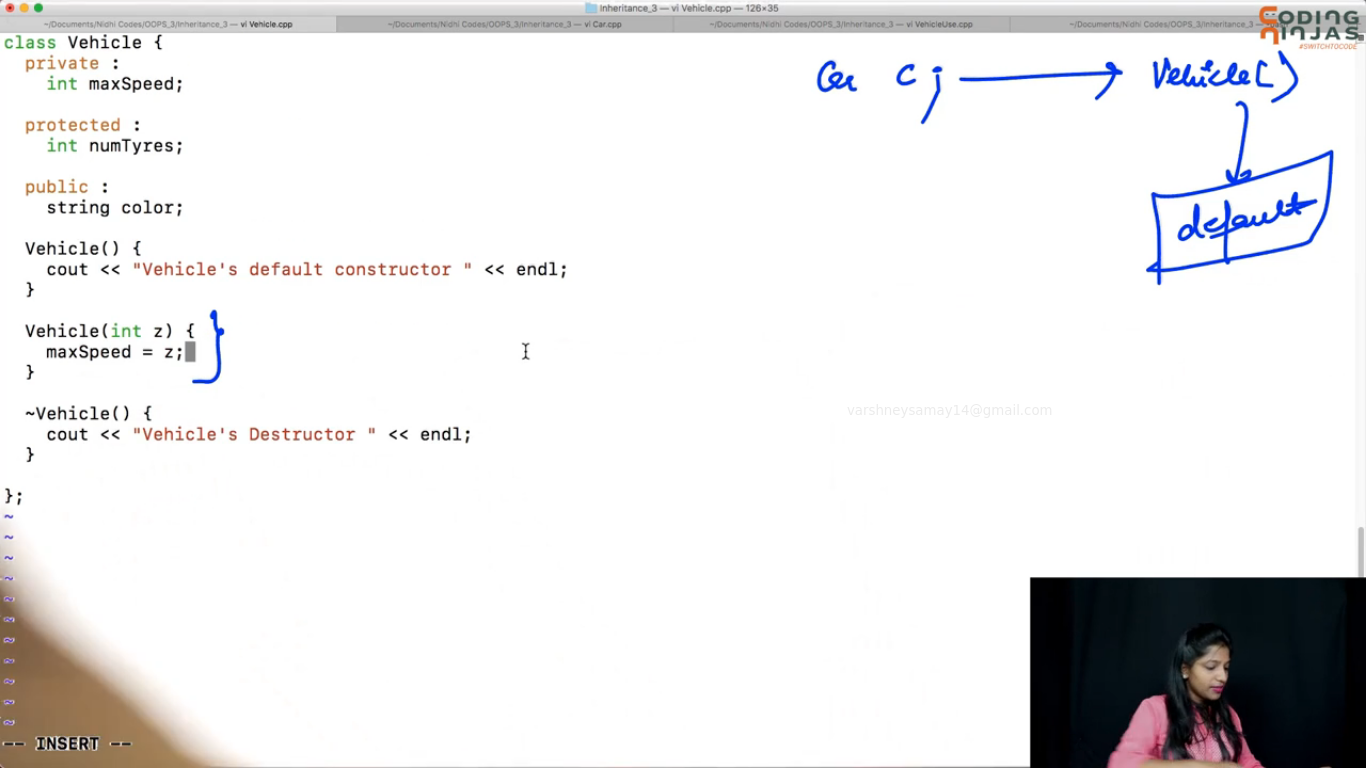 Inheritance_3 — vi Vehicle.cpp — 126×35
~/Documents/Nidhi Codes/OOPS_3/Inheritance_3 — vi Vehicle.cpp
~/Documents/Nidhi Codes/OOPS_3/Inheritance_3 — vi Car.cpp
~/Documents/Nidhi Codes/OOPS_3/Inheritance_3 — vi VehicleUse.cpp
~/Documents/Nidhi Codes/OOPS_3/Inheritance_3 —
CODING
NINJAS
#SWITCHTOCODE
class Vehicle {
private :
int maxSpeed;
protected :
int numTyres;
public :
string color;
Vehicle() {
cout << "Vehicle's default constructor " << endl;
}
Vehicle(int z) {
maxSpeed = z;
}
~Vehicle() {
cout << "Vehicle's Destructor " << endl;
}
};
~
~
~
~
~
~
~
~
~
~
~
-- INSERT --
Car C ;
Vehicle()
default
varshneysamay14@gmail.com